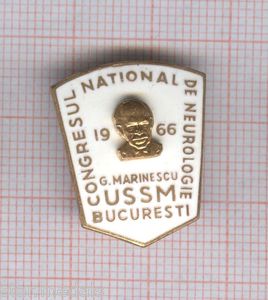 CONGRESUL NATIONAL DE NEUROLOGIE
19 66
G. MARINESCU
USSM
BUCURESTI